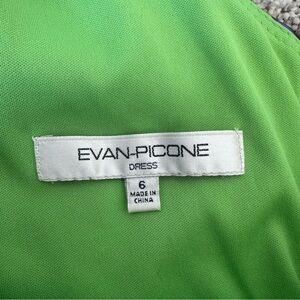 EVAN-PICONE
DRESS
6
MADE IN
CHINA